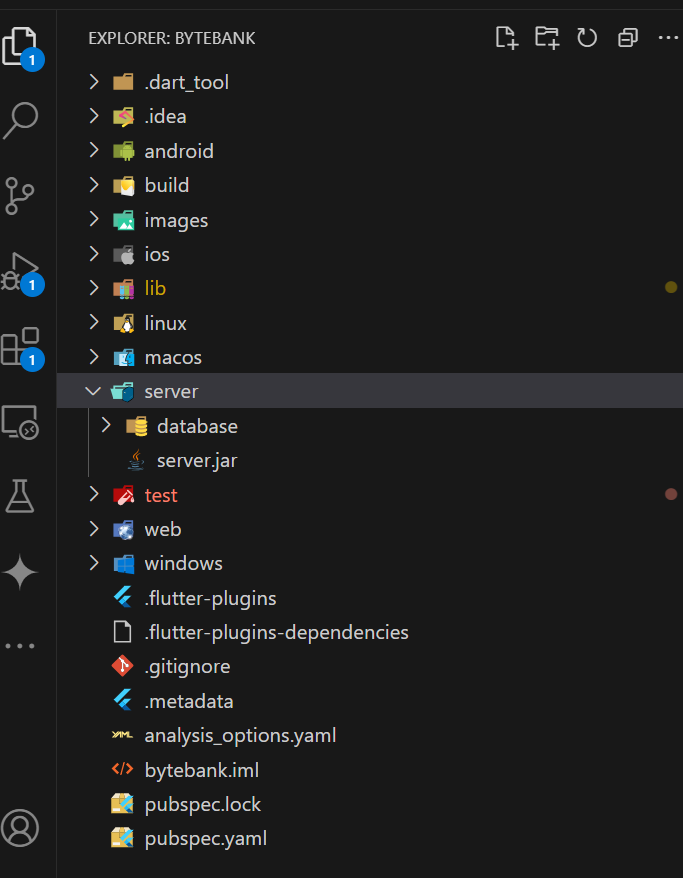 EXPLORER: BYTEBANK
1
.dart_tool
.idea
android
build
images
ios
1
lib
linux
1
macos
server
database
server.jar
test
web
windows
.flutter-plugins
.flutter-plugins-dependencies
.gitignore
.metadata
YAML analysis_options.yaml
bytebank.iml
pubspec.lock
pubspec.yaml